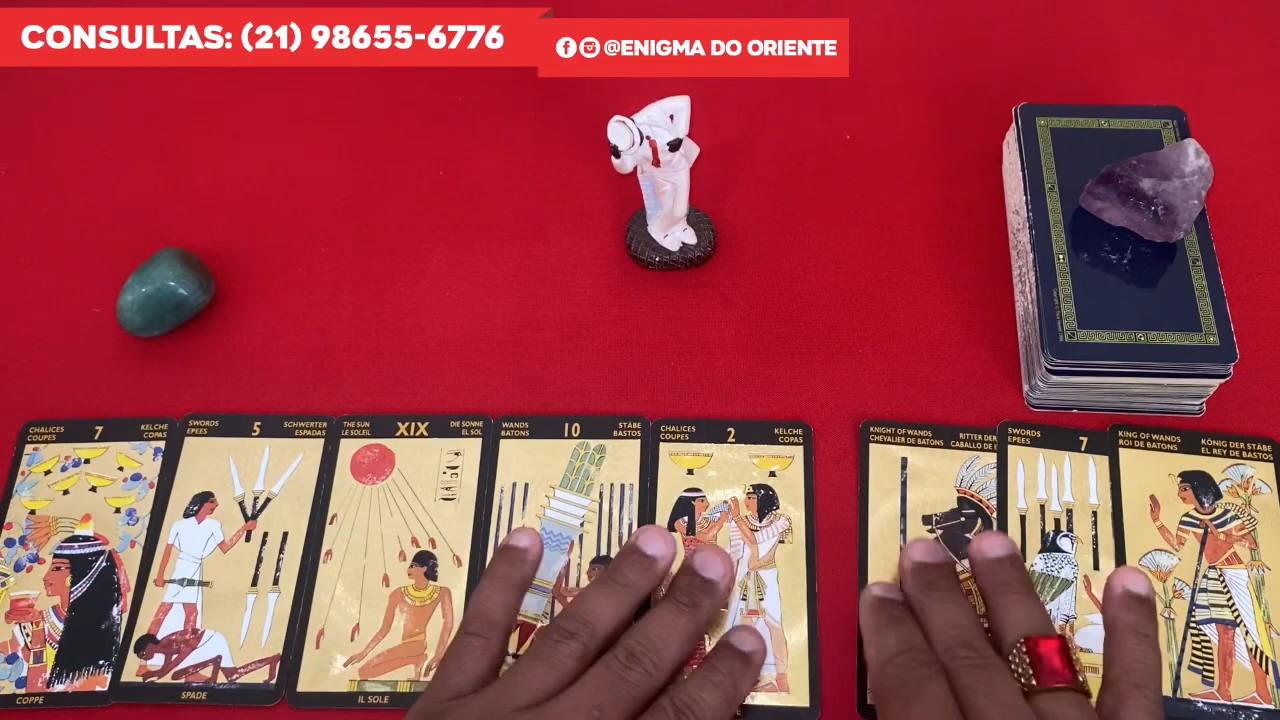 CONSULTAS: (21) 98655-6776
@ENIGMA DO ORIENTE
CHALICES 7 KELCHE
COUPES COPAS
COPPE
SWORDS 5 SCHWERTER
EPEES ESPADAS
SPADE
THE SUN XIX DIE SONNE
LE SOLEIL EL SOL
IL SOLE
WANDS 10 STÄBE
BATONS BASTOS
CHALICES 2 KELCHE
COUPES COPAS
KNIGHT OF WANDS RITTER DER
CHEVALIER DE BATONS CABALLO DE
SWORDS 7
EPEES
KING OF WANDS KÖNIG DER STÄBE
ROI DE BATONS EL REY DE BASTOS